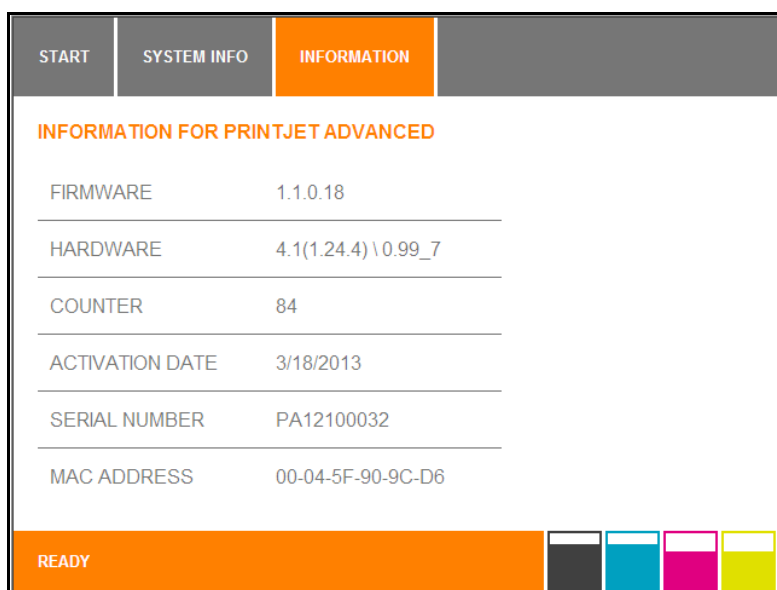 START SYSTEM INFO INFORMATION
INFORMATION FOR PRINTJET ADVANCED
FIRMWARE 1.1.0.18
HARDWARE 4.1(1.24.4) \ 0.99_7
COUNTER 84
ACTIVATION DATE 3/18/2013
SERIAL NUMBER PA12100032
MAC ADDRESS 00-04-5F-90-9C-D6
READY